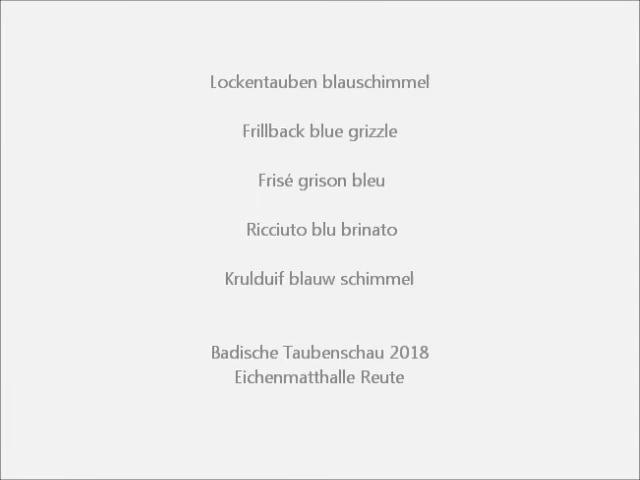 Lockentauben blauschimmel
Frillback blue grizzle
Frisé grison bleu
Ricciuto blu brinato
Krulduif blauw schimmel
Badische Taubenschau 2018
Eichenmatthalle Reute